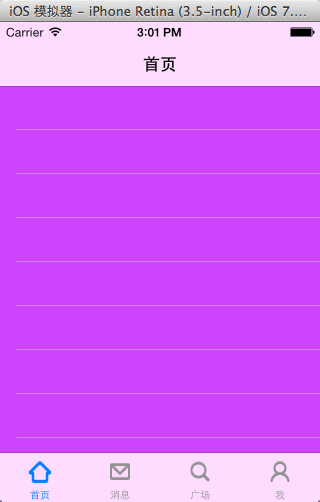 iOS 模拟器 – iPhone Retina (3.5-inch) / iOS 7....
Carrier 3:01 PM
首页
首页 消息 广场 我